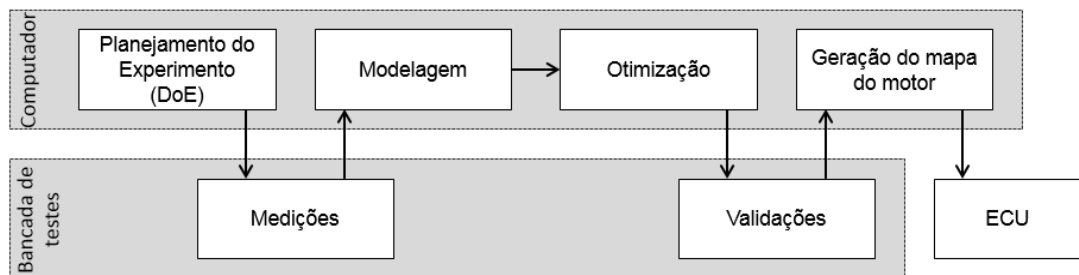 Computador
Planejamento do
Experimento
(DoE)
Modelagem
Otimização
Geração do mapa
do motor
Bancada de
testes
Medições
Validações
ECU